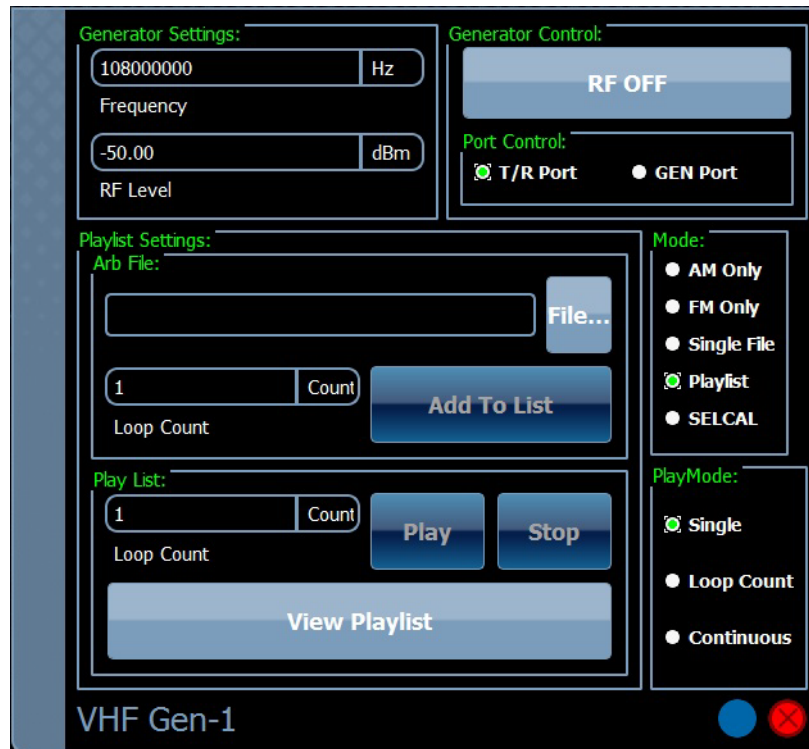 Generator Settings:
108000000 Hz
Frequency
-50.00 dBm
RF Level
Generator Control:
RF OFF
Port Control:
T/R Port GEN Port
Playlist Settings:
Arb File:
File...
1 Count
Loop Count
Add To List
Play List:
1 Count
Loop Count
Play
Stop
View Playlist
Mode:
AM Only
FM Only
Single File
Playlist
SELCAL
PlayMode:
Single
Loop Count
Continuous
VHF Gen-1